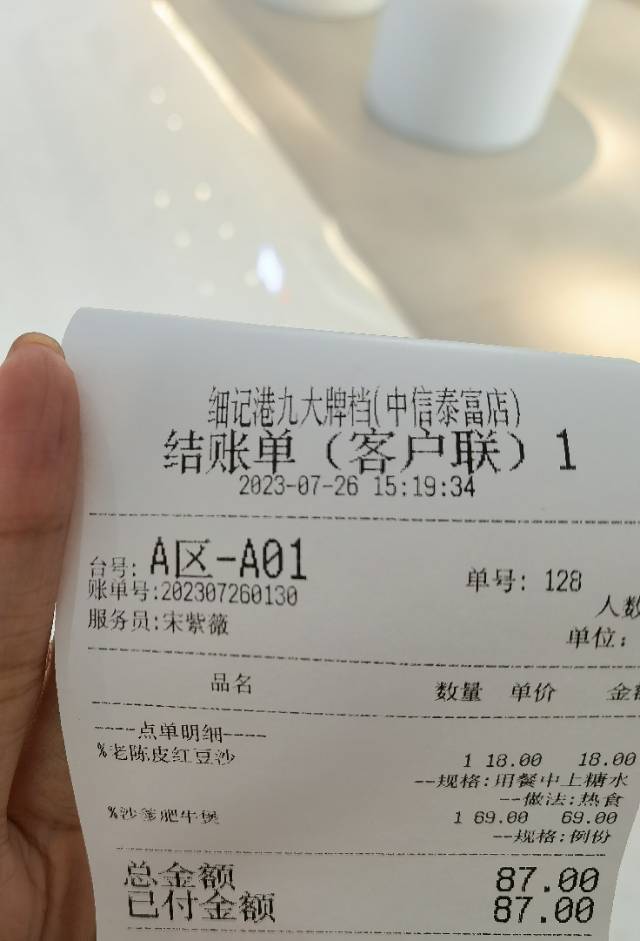 细记港九大牌档(中信泰富店)
结账单（客户联）1
2023-07-26 15:19:34
台号: A区-A01 单号: 128
账单号:202307260130 人数
服务员:宋紫薇 单位:
品名 数量 单价 金额
-----点单明细-----
%老陈皮红豆沙 1 18.00 18.00
--规格:用餐中上糖水
--做法:热食
%沙爹肥牛煲 1 69.00 69.00
--规格:例份
总金额 87.00
已付金额 87.00